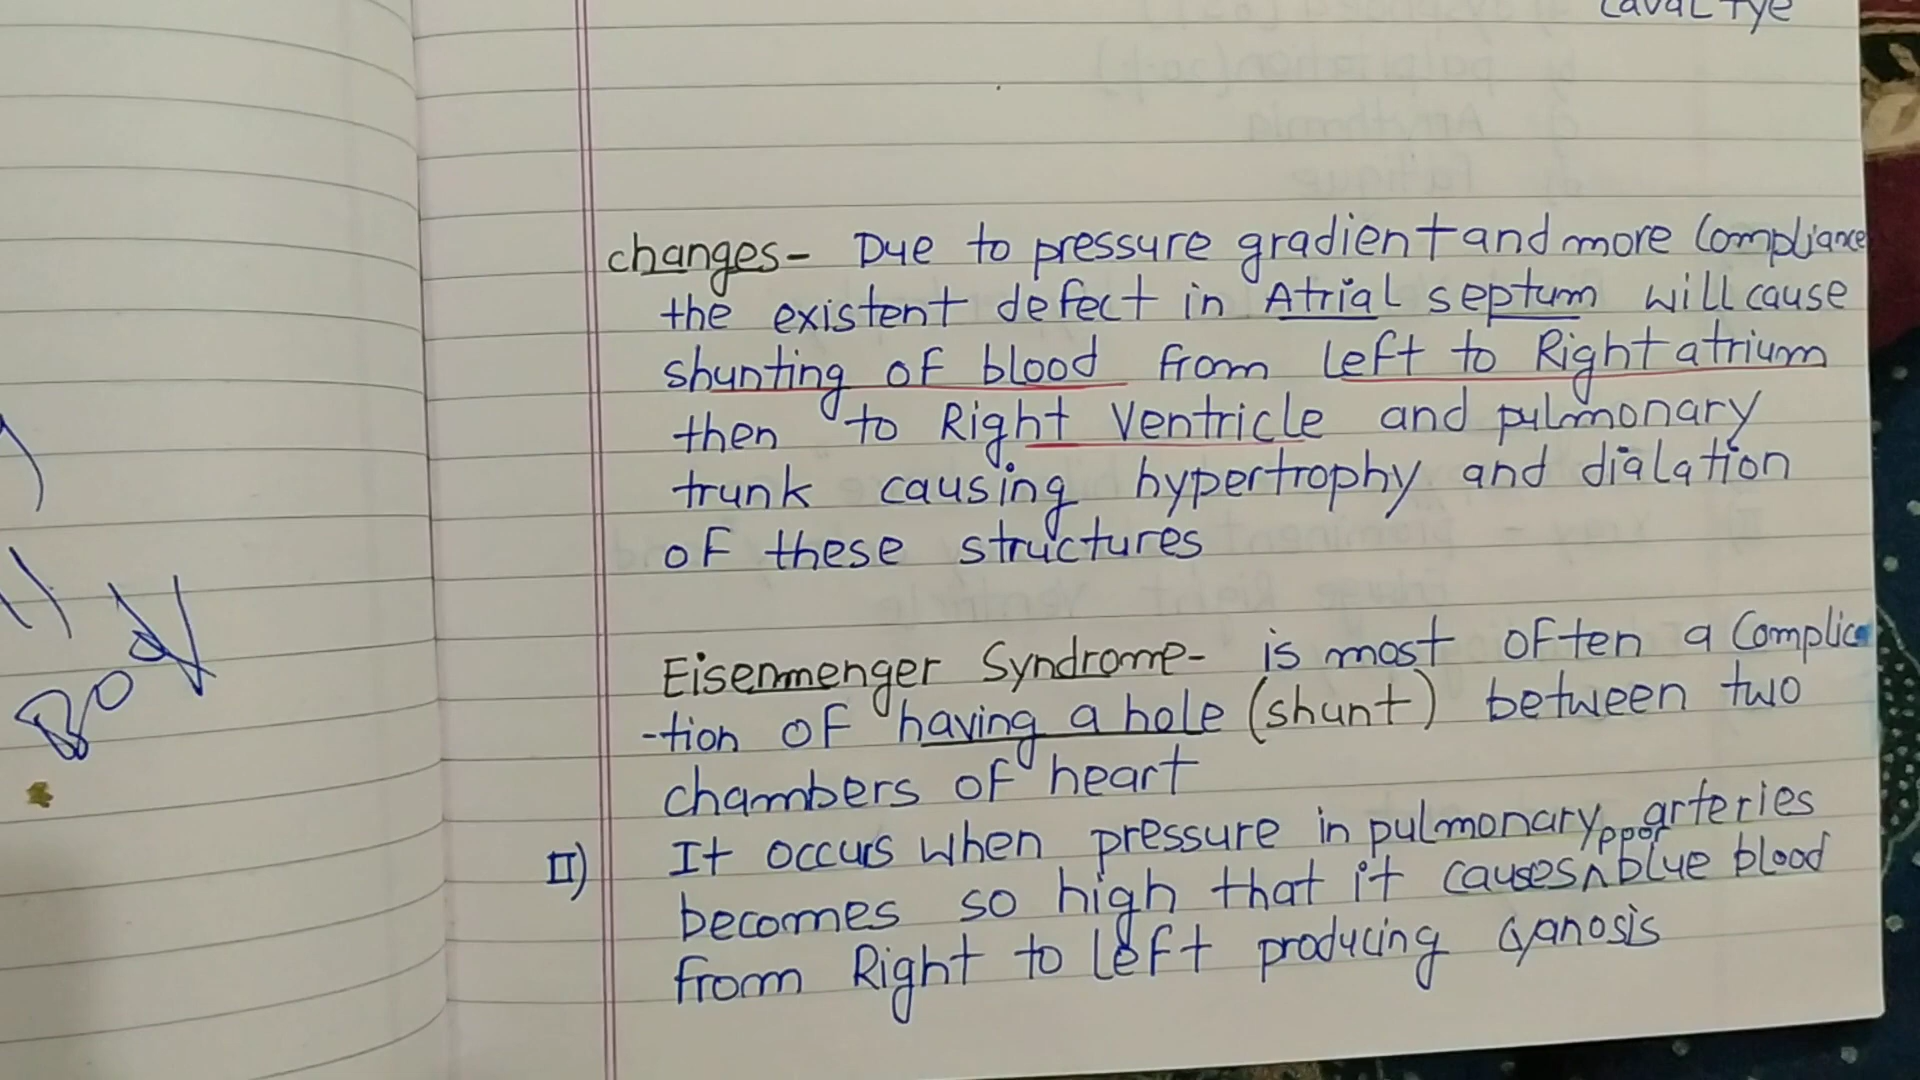 caval tye
changes- Due to pressure gradient and more compliance
the existent defect in Atrial septum will cause
shunting of blood from left to Right atrium
then to Right Ventricle and pulmonary
trunk causing hypertrophy and dialation
of these structures
Eisenmenger Syndrome- is most often a complica
-tion of having a hole (shunt) between two
chambers of heart
II) It occurs when pressure in pulmonary arteries
becomes so high that it causes ^ poor blue blood
from Right to left producing cyanosis